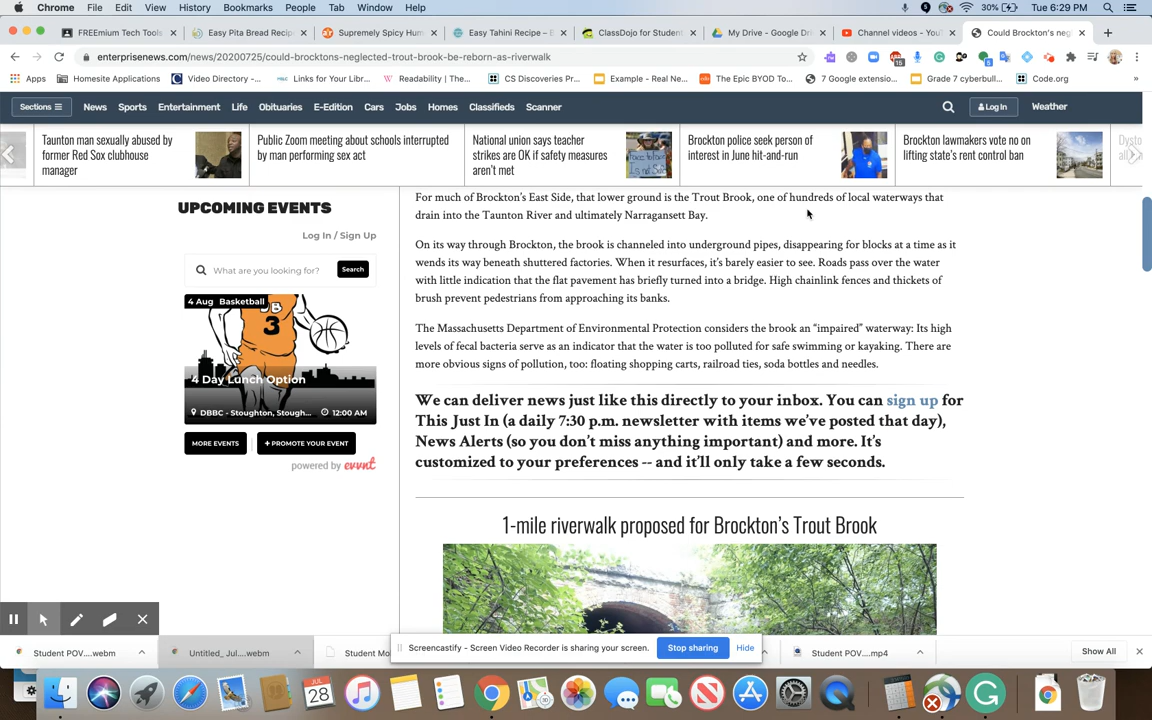 Chrome File Edit View History Bookmarks People Tab Window Help 30% Tue 6:29 PM
FREEmium Tech Tools Easy Pita Bread Recip Supremely Spicy Hum Easy Tahini Recipe – B ClassDojo for Student My Drive - Google Dri Channel videos - YouT Could Brockton's negl
enterprisenews.com/news/20200725/could-brocktons-neglected-trout-brook-be-reborn-as-riverwalk
Apps Homesite Applications Video Directory -... Links for Your Libr... Readability | The... CS Discoveries Pr... Example - Real Ne... The Epic BYOD To... 7 Google extensio... Grade 7 cyberbull... Code.org »
Sections News Sports Entertainment Life Obituaries E-Edition Cars Jobs Homes Classifieds Scanner Log In Weather
Taunton man sexually abused by
former Red Sox clubhouse
manager
Public Zoom meeting about schools interrupted
by man performing sex act
National union says teacher
strikes are OK if safety measures
aren't met
Brockton police seek person of
interest in June hit-and-run
Brockton lawmakers vote no on
lifting state's rent control ban
UPCOMING EVENTS
Log In / Sign Up
What are you looking for? Search
4 Aug Basketball
3
4 Day Lunch Option
DBBC - Stoughton, Stough... 12:00 AM
MORE EVENTS + PROMOTE YOUR EVENT
powered by evvnt
For much of Brockton's East Side, that lower ground is the Trout Brook, one of hundreds of local waterways that
drain into the Taunton River and ultimately Narragansett Bay.
On its way through Brockton, the brook is channeled into underground pipes, disappearing for blocks at a time as it
wends its way beneath shuttered factories. When it resurfaces, it's barely easier to see. Roads pass over the water
with little indication that the flat pavement has briefly turned into a bridge. High chainlink fences and thickets of
brush prevent pedestrians from approaching its banks.
The Massachusetts Department of Environmental Protection considers the brook an “impaired” waterway: Its high
levels of fecal bacteria serve as an indicator that the water is too polluted for safe swimming or kayaking. There are
more obvious signs of pollution, too: floating shopping carts, railroad ties, soda bottles and needles.
We can deliver news just like this directly to your inbox. You can sign up for
This Just In (a daily 7:30 p.m. newsletter with items we've posted that day),
News Alerts (so you don't miss anything important) and more. It's
customized to your preferences -- and it'll only take a few seconds.
1-mile riverwalk proposed for Brockton's Trout Brook
Student POV....webm Untitled_ Jul....webm Student Mo Screencastify - Screen Video Recorder is sharing your screen. Stop sharing Hide Student POV....mp4 Show All
JUL
28